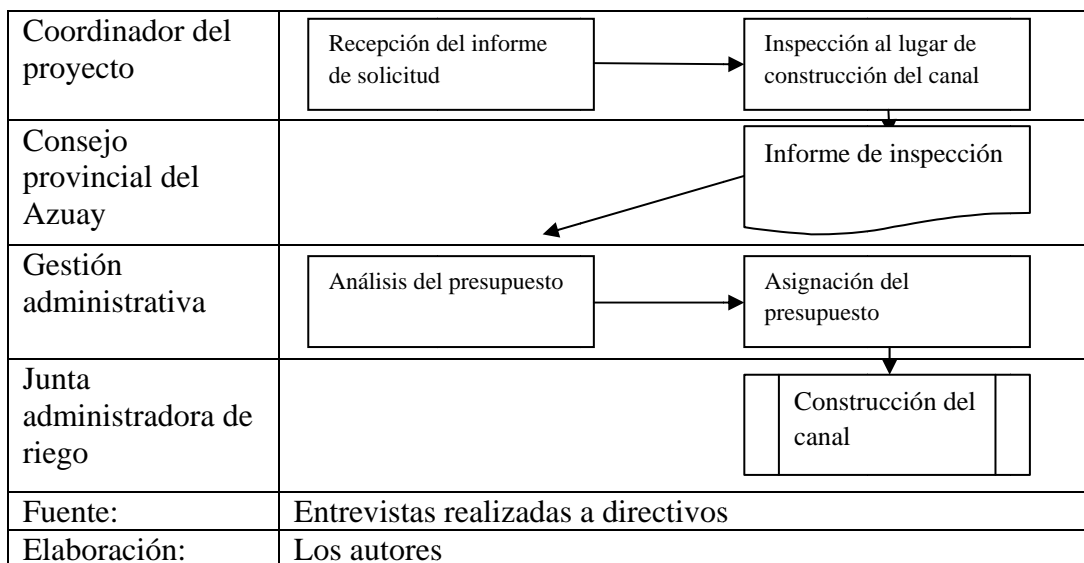 Coordinador del
proyecto
Recepción del informe
de solicitud
Inspección al lugar de
construcción del canal
Consejo
provincial del
Azuay
Informe de inspección
Gestión
administrativa
Análisis del presupuesto
Asignación del
presupuesto
Junta
administradora de
riego
Construcción del
canal
Fuente:
Entrevistas realizadas a directivos
Elaboración:
Los autores